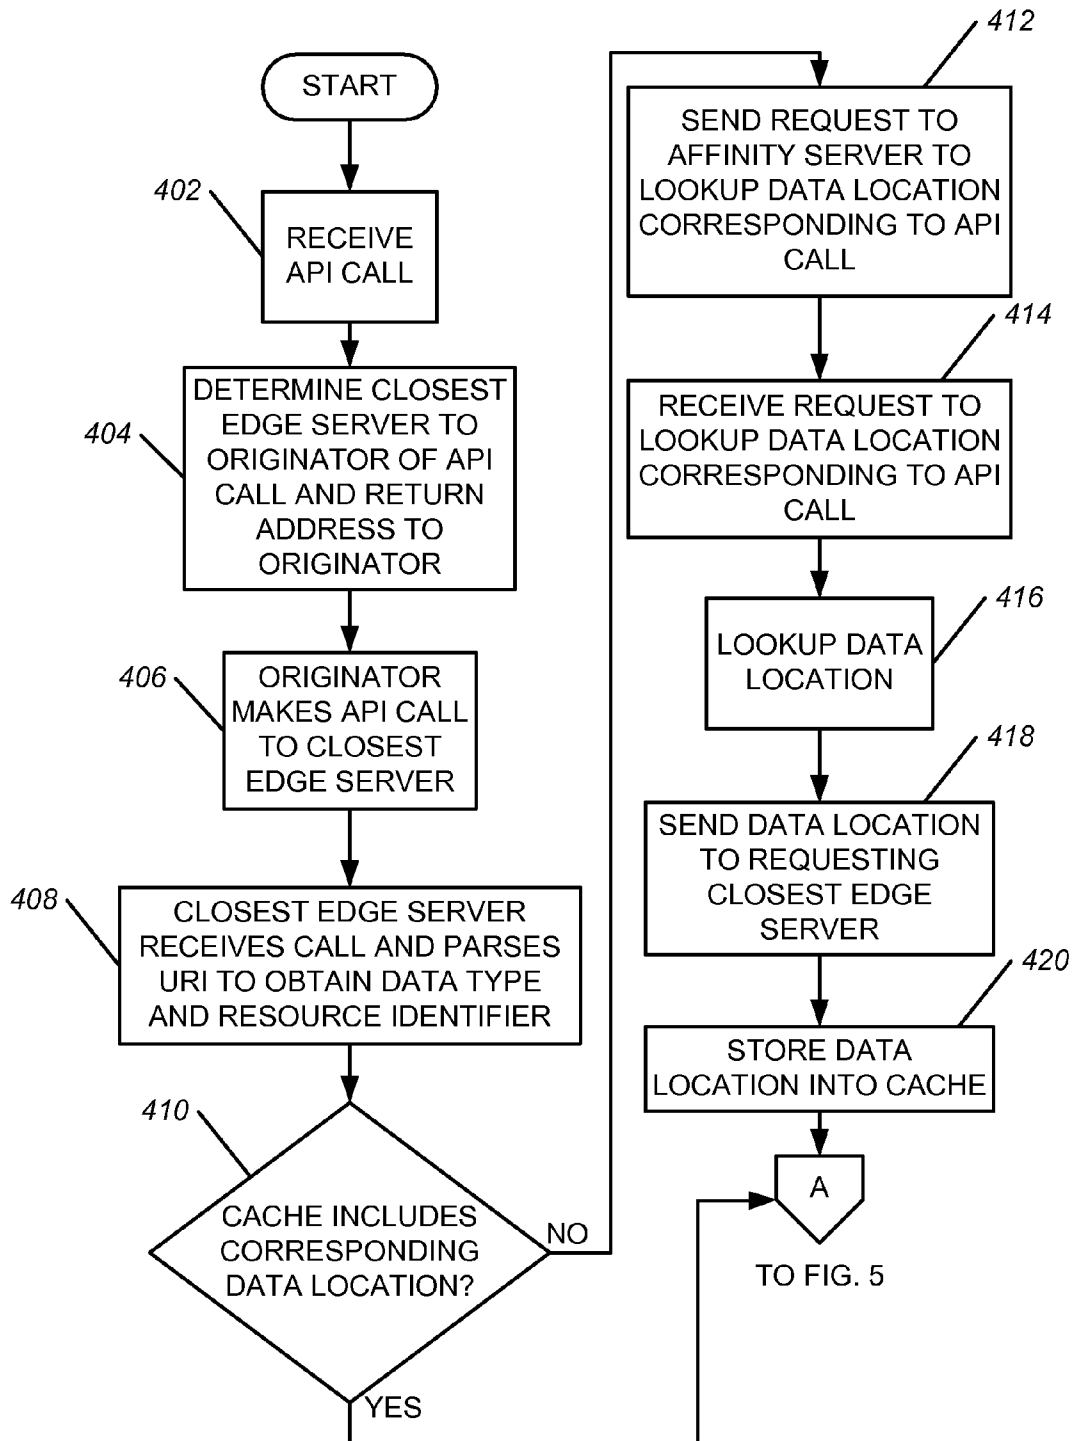 START
402
RECEIVE
API CALL
404
DETERMINE CLOSEST
EDGE SERVER TO
ORIGINATOR OF API
CALL AND RETURN
ADDRESS TO
ORIGINATOR
406
ORIGINATOR
MAKES API CALL
TO CLOSEST
EDGE SERVER
408
CLOSEST EDGE SERVER
RECEIVES CALL AND PARSES
URI TO OBTAIN DATA TYPE
AND RESOURCE IDENTIFIER
410
CACHE INCLUDES
CORRESPONDING
DATA LOCATION?
NO
YES
412
SEND REQUEST TO
AFFINITY SERVER TO
LOOKUP DATA LOCATION
CORRESPONDING TO API
CALL
414
RECEIVE REQUEST TO
LOOKUP DATA LOCATION
CORRESPONDING TO API
CALL
416
LOOKUP DATA
LOCATION
418
SEND DATA LOCATION
TO REQUESTING
CLOSEST EDGE
SERVER
420
STORE DATA
LOCATION INTO CACHE
A
TO FIG. 5